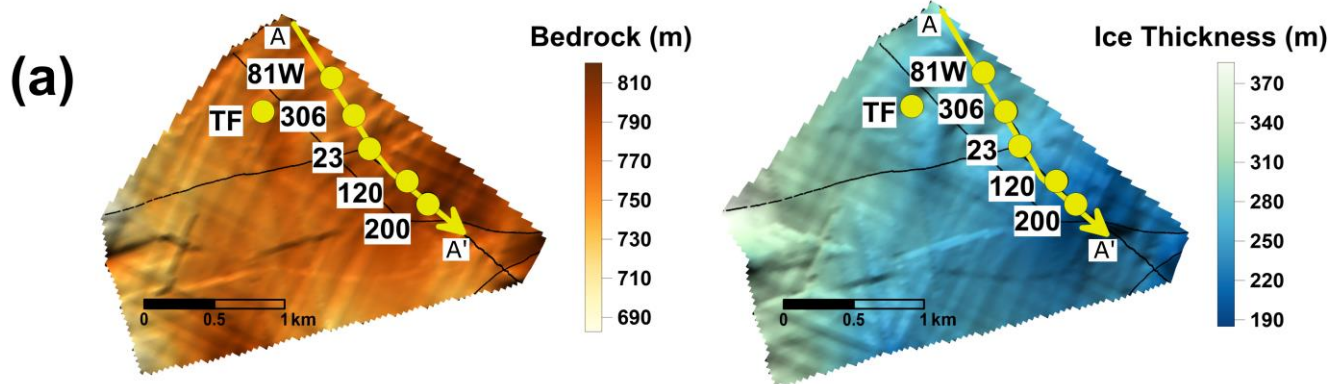 (a)
A
81W
TF
306
23
120
200
A'
0 0.5 1 km
Bedrock (m)
810
790
770
750
730
710
690
A
81W
TF
306
23
120
200
A'
0 0.5 1 km
Ice Thickness (m)
370
340
310
280
250
220
190